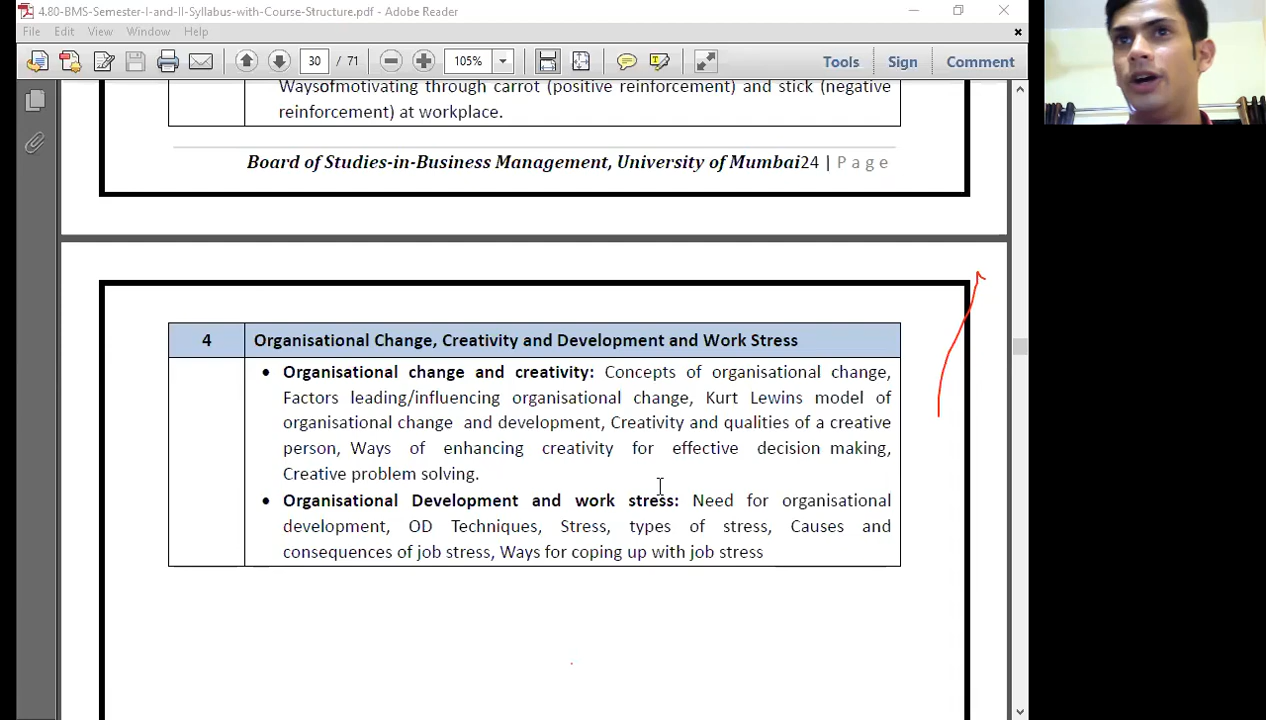 4.80-BMS-Semester-I-and-II-Syllabus-with-Course-Structure.pdf - Adobe Reader
File Edit View Window Help
30 / 71 105% Tools Sign Comment
Waysofmotivating through carrot (positive reinforcement) and stick (negative
reinforcement) at workplace.
Board of Studies-in-Business Management, University of Mumbai24 | Page
4 Organisational Change, Creativity and Development and Work Stress
• Organisational change and creativity: Concepts of organisational change,
Factors leading/influencing organisational change, Kurt Lewins model of
organisational change and development, Creativity and qualities of a creative
person, Ways of enhancing creativity for effective decision making,
Creative problem solving.
• Organisational Development and work stress: Need for organisational
development, OD Techniques, Stress, types of stress, Causes and
consequences of job stress, Ways for coping up with job stress